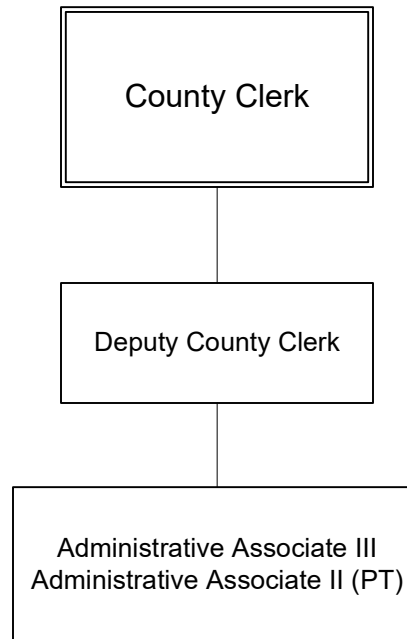 County Clerk
Deputy County Clerk
Administrative Associate III
Administrative Associate II (PT)